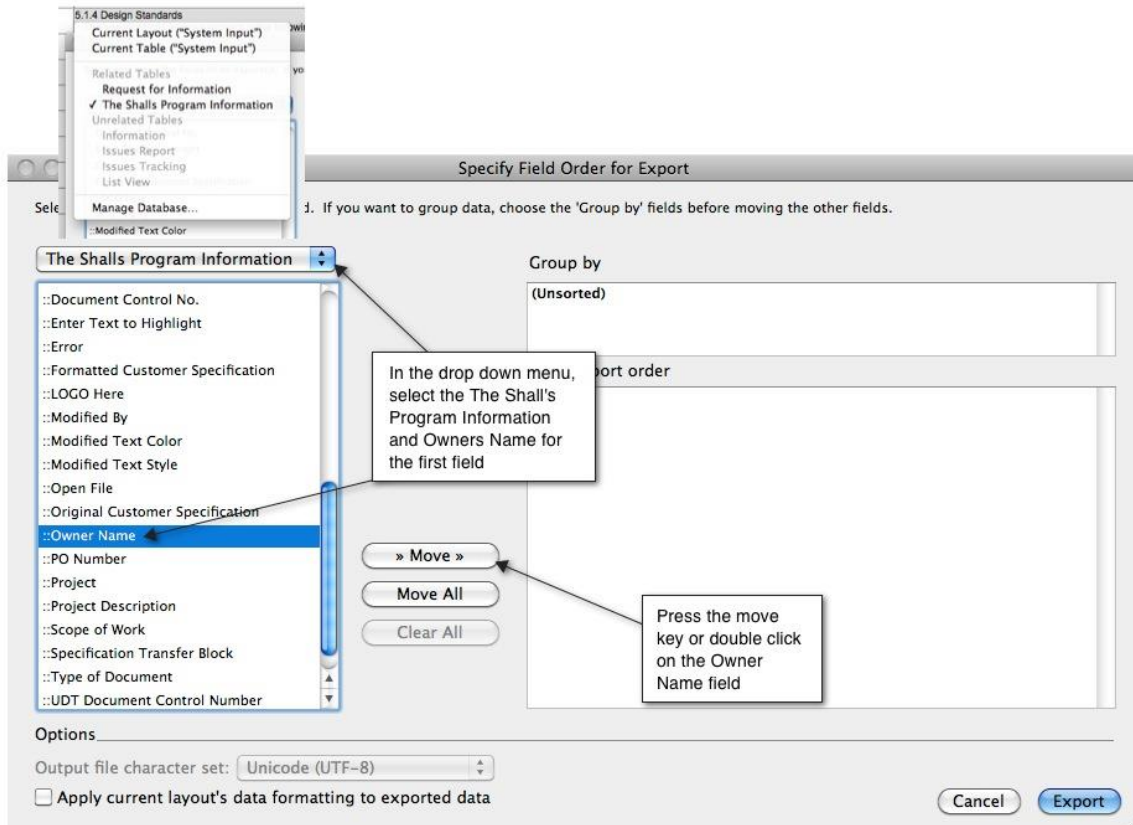 5.1.4 Design Standards
Current Layout ("System Input")
Current Table ("System Input")
Related Tables
Request for Information
✓ The Shalls Program Information
Unrelated Tables
Information
Issues Report
Issues Tracking
List View
Manage Database...
::Modified Text Color
Specify Field Order for Export
If you want to group data, choose the 'Group by' fields before moving the other fields.
The Shalls Program Information
::Document Control No.
::Enter Text to Highlight
::Error
::Formatted Customer Specification
::LOGO Here
::Modified By
::Modified Text Color
::Modified Text Style
::Open File
::Original Customer Specification
::Owner Name
::PO Number
::Project
::Project Description
::Scope of Work
::Specification Transfer Block
::Type of Document
::UDT Document Control Number
» Move »
Move All
Clear All
Group by
(Unsorted)
order
In the drop down menu,
select the The Shall's
Program Information
and Owners Name for
the first field
Press the move
key or double click
on the Owner
Name field
Options
Output file character set: Unicode (UTF-8)
Apply current layout's data formatting to exported data
Cancel
Export